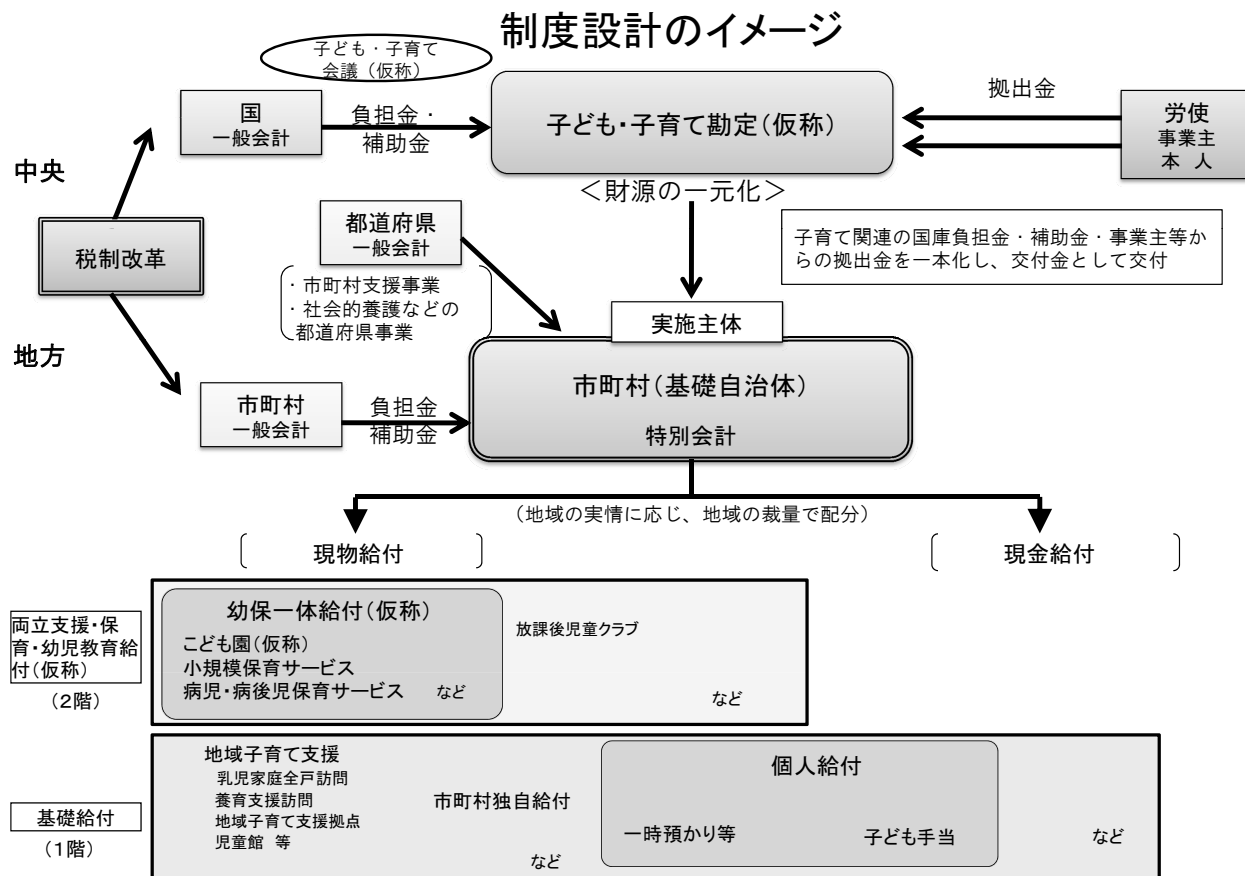 制度設計のイメージ
子ども・子育て
会議（仮称）
国
一般会計
負担金・
補助金
子ども・子育て勘定（仮称）
拠出金
労使
事業主
本　人
中央
＜財源の一元化＞
税制改革
都道府県
一般会計
・市町村支援事業
・社会的養護などの
都道府県事業
子育て関連の国庫負担金・補助金・事業主等か
らの拠出金を一本化し、交付金として交付
実施主体
地方
市町村（基礎自治体）
特別会計
市町村
一般会計
負担金
補助金
（地域の実情に応じ、地域の裁量で配分）
現物給付
現金給付
両立支援・保
育・幼児教育給
付（仮称）
（2階）
幼保一体給付（仮称）
こども園（仮称）
小規模保育サービス
病児・病後児保育サービス　など
放課後児童クラブ
など
基礎給付
（1階）
地域子育て支援
乳児家庭全戸訪問
養育支援訪問
地域子育て支援拠点
児童館　等
市町村独自給付
など
個人給付
一時預かり等
子ども手当
など